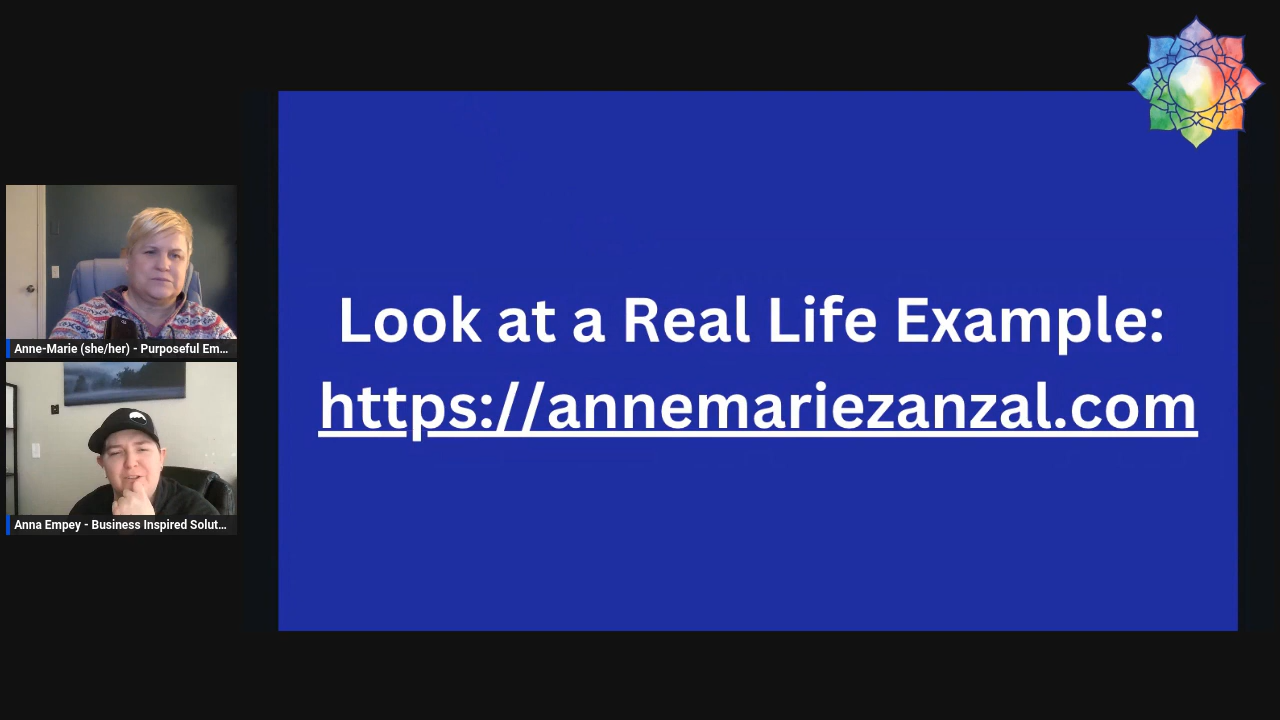 Look at a Real Life Example:
https://annemariezanzal.com
Anne-Marie (she/her) - Purposeful Em...
Anna Empey - Business Inspired Solut...